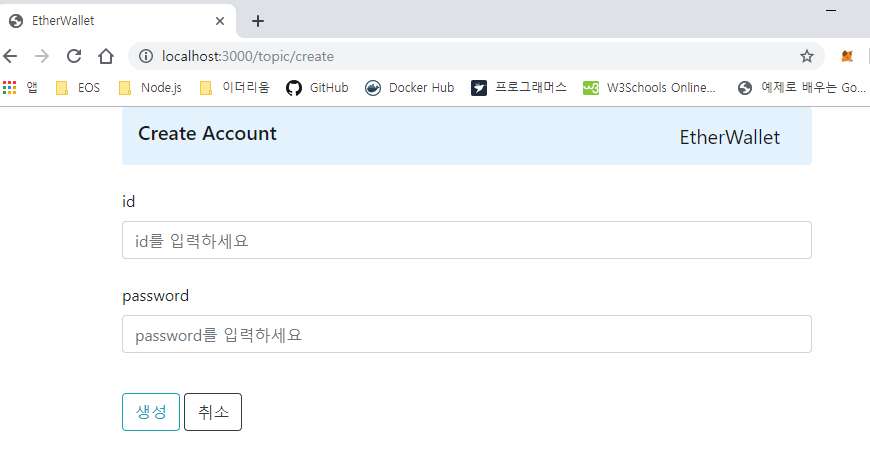 EtherWallet
localhost:3000/topic/create
앱 EOS Node.js 이더리움 GitHub Docker Hub 프로그래머스 W3Schools Online... 예제로 배우는 Go...
Create Account EtherWallet
id
id를 입력하세요
password
password를 입력하세요
생성 취소